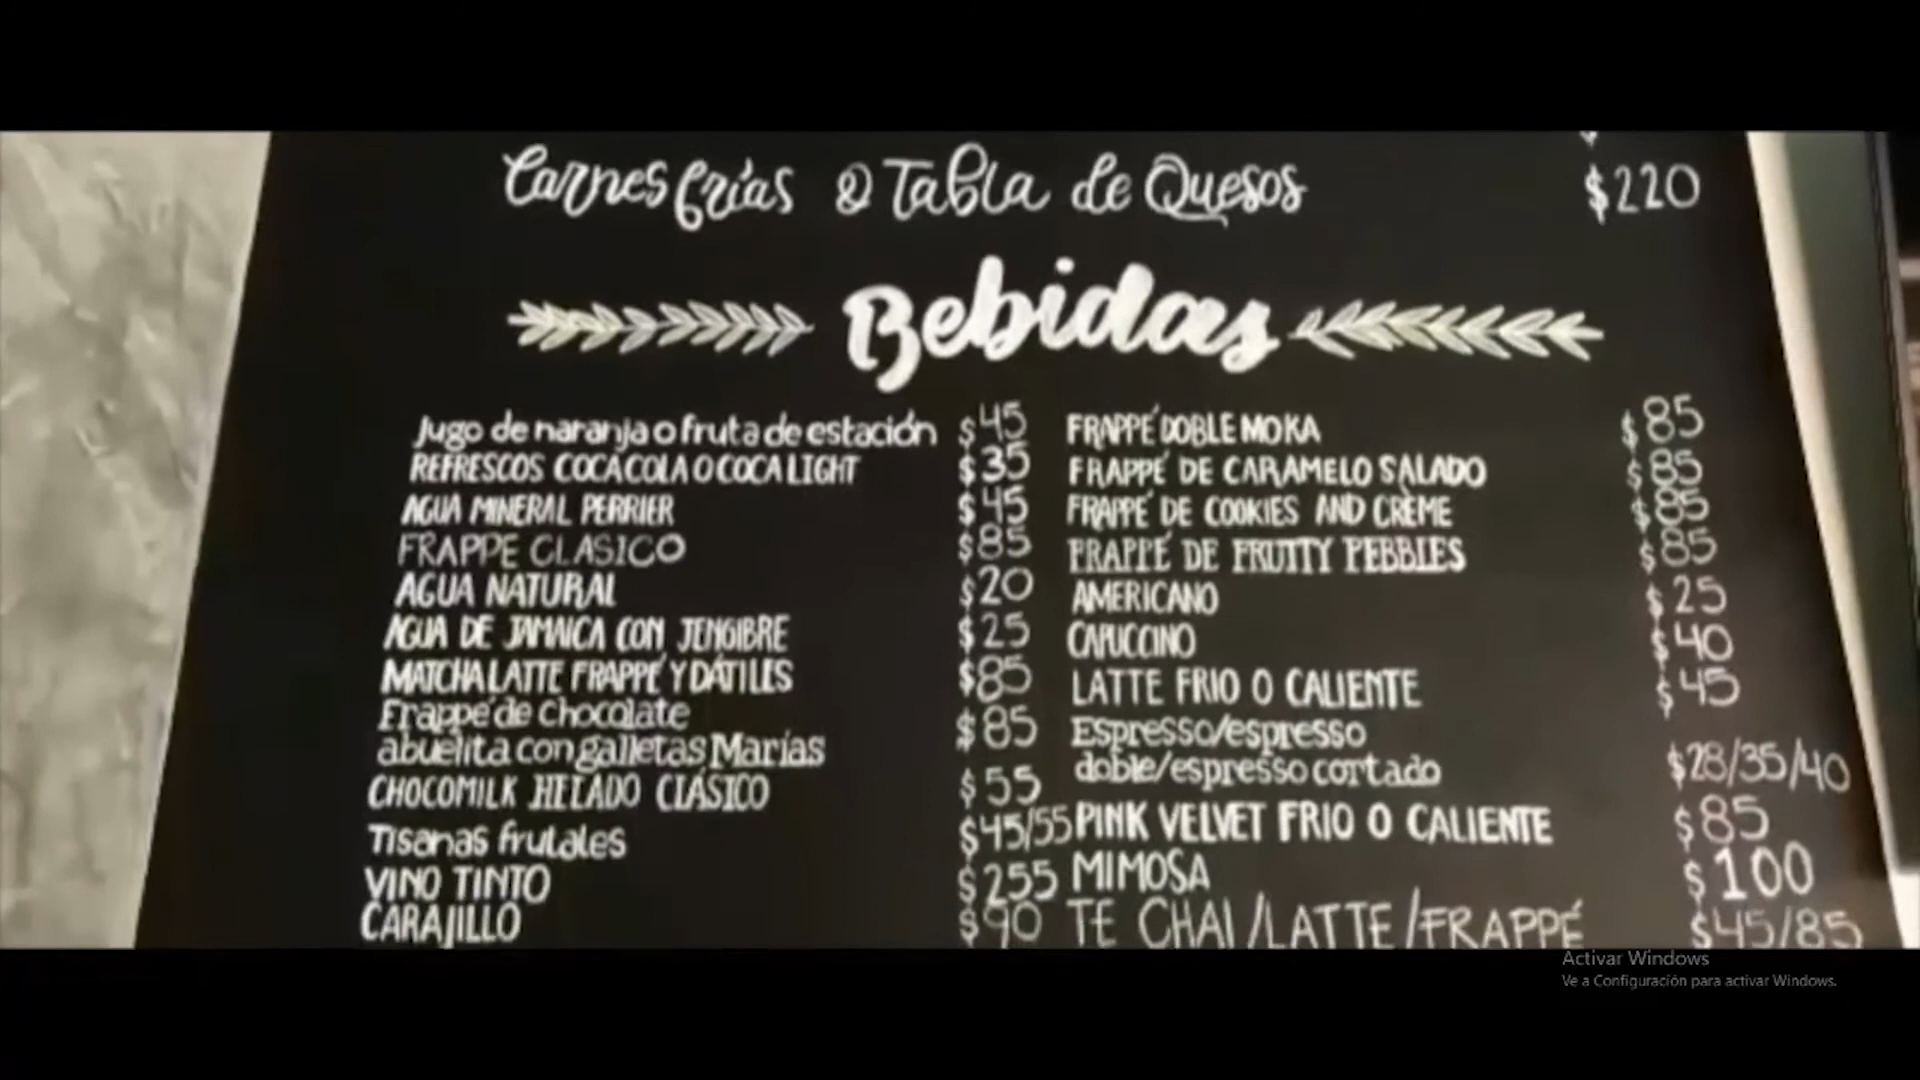 Carnes frías & Tabla de Quesos $220
Bebidas
Jugo de naranja o fruta de estación $45
REFRESCOS COCA COLA O COCA LIGHT $35
AGUA MINERAL PERRIER $45
FRAPPE CLASICO $85
AGUA NATURAL $20
AGUA DE JAMAICA CON JENGIBRE $25
MATCHA LATTE FRAPPÉ Y DÁTILES $85
Frappé de chocolate
abuelita con galletas Marías $85
CHOCOMILK HELADO CLÁSICO $55
Tisanas frutales $45/55
VINO TINTO $255
CARAJILLO $90
FRAPPÉ DOBLE MOKA $85
FRAPPÉ DE CARAMELO SALADO $85
FRAPPÉ DE COOKIES AND CRÈME $85
FRAPPÉ DE FRUTTY PEBBLES $85
AMERICANO $25
CAPUCCINO $40
LATTE FRIO O CALIENTE $45
Espresso/espresso
doble/espresso cortado $28/35/40
PINK VELVET FRIO O CALIENTE $85
MIMOSA $100
TE CHAI/LATTE/FRAPPÉ $45/85
Activar Windows
Ve a Configuración para activar Windows.